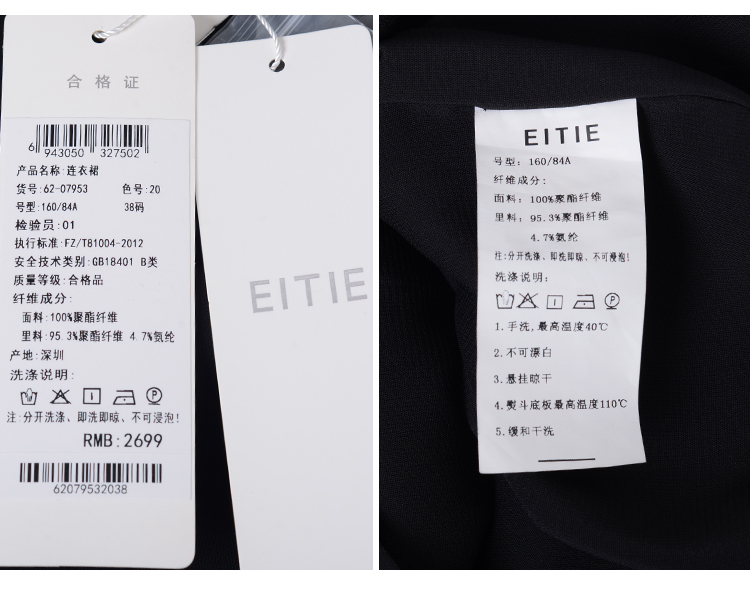 合格证
6 943050 327502
产品名称:连衣裙
货号:62-07953 色号:20
号型:160/84A 38码
检验员:01
执行标准:FZ/T81004-2012
安全技术类别:GB18401 B类
质量等级:合格品
纤维成分:
面料:100%聚酯纤维
里料:95.3%聚酯纤维 4.7%氨纶
产地:深圳
洗涤说明:
P
注:分开洗涤、即洗即晾、不可浸泡!
RMB:2699
62079532038
EITIE
EITIE
号型:160/84A
纤维成分:
面料:100%聚酯纤维
里料:95.3%聚酯纤维
4.7%氨纶
注:分开洗涤、即洗即晾、不可浸泡!
洗涤说明:
P
1.手洗,最高温度40℃
2.不可漂白
3.悬挂晾干
4.熨斗底板最高温度110℃
5.缓和干洗